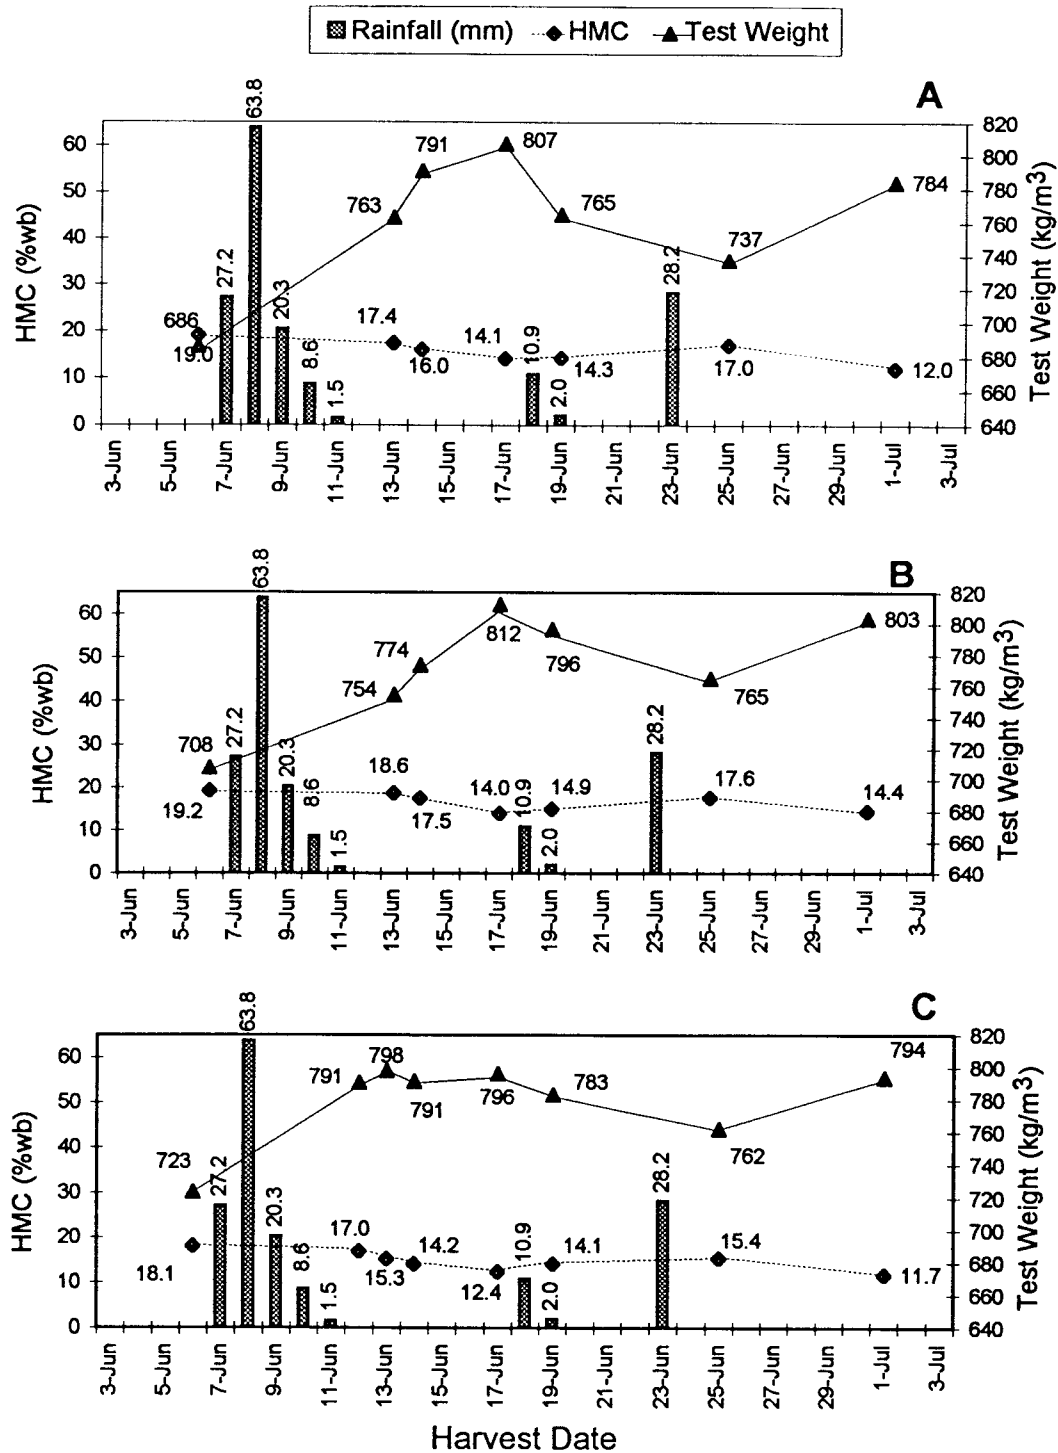 Rainfall (mm) HMC Test Weight
A
63.8
820
60 791 807 800
50 763 765 784 780
40 760
737 740
30 27.2 28.2 720
20 686 20.3 17.4 14.1 700
19.0 16.0 14.3 17.0 12.0 680
10 8.6 10.9 660
0 1.5 2.0 640
HMC (%wb)
Test Weight (kg/m³)
3-Jun 5-Jun 7-Jun 9-Jun 11-Jun 13-Jun 15-Jun 17-Jun 19-Jun 21-Jun 23-Jun 25-Jun 27-Jun 29-Jun 1-Jul 3-Jul
B
63.8
820
60 812 803 800
50 774 796 780
40 754 765 760
740
30 708 27.2 28.2 720
20 20.3 18.6 14.0 14.9 17.6 14.4 700
19.2 17.5 680
10 8.6 10.9 660
0 1.5 2.0 640
HMC (%wb)
Test Weight (kg/m³)
3-Jun 5-Jun 7-Jun 9-Jun 11-Jun 13-Jun 15-Jun 17-Jun 19-Jun 21-Jun 23-Jun 25-Jun 27-Jun 29-Jun 1-Jul 3-Jul
C
63.8
820
60 791 798 794 800
50 791 796 783 780
40 762 760
723 740
30 27.2 28.2 720
20 20.3 17.0 14.2 14.1 15.4 700
18.1 15.3 12.4 11.7 680
10 8.6 10.9 660
0 1.5 2.0 640
HMC (%wb)
Test Weight (kg/m³)
3-Jun 5-Jun 7-Jun 9-Jun 11-Jun 13-Jun 15-Jun 17-Jun 19-Jun 21-Jun 23-Jun 25-Jun 27-Jun 29-Jun 1-Jul 3-Jul
Harvest Date